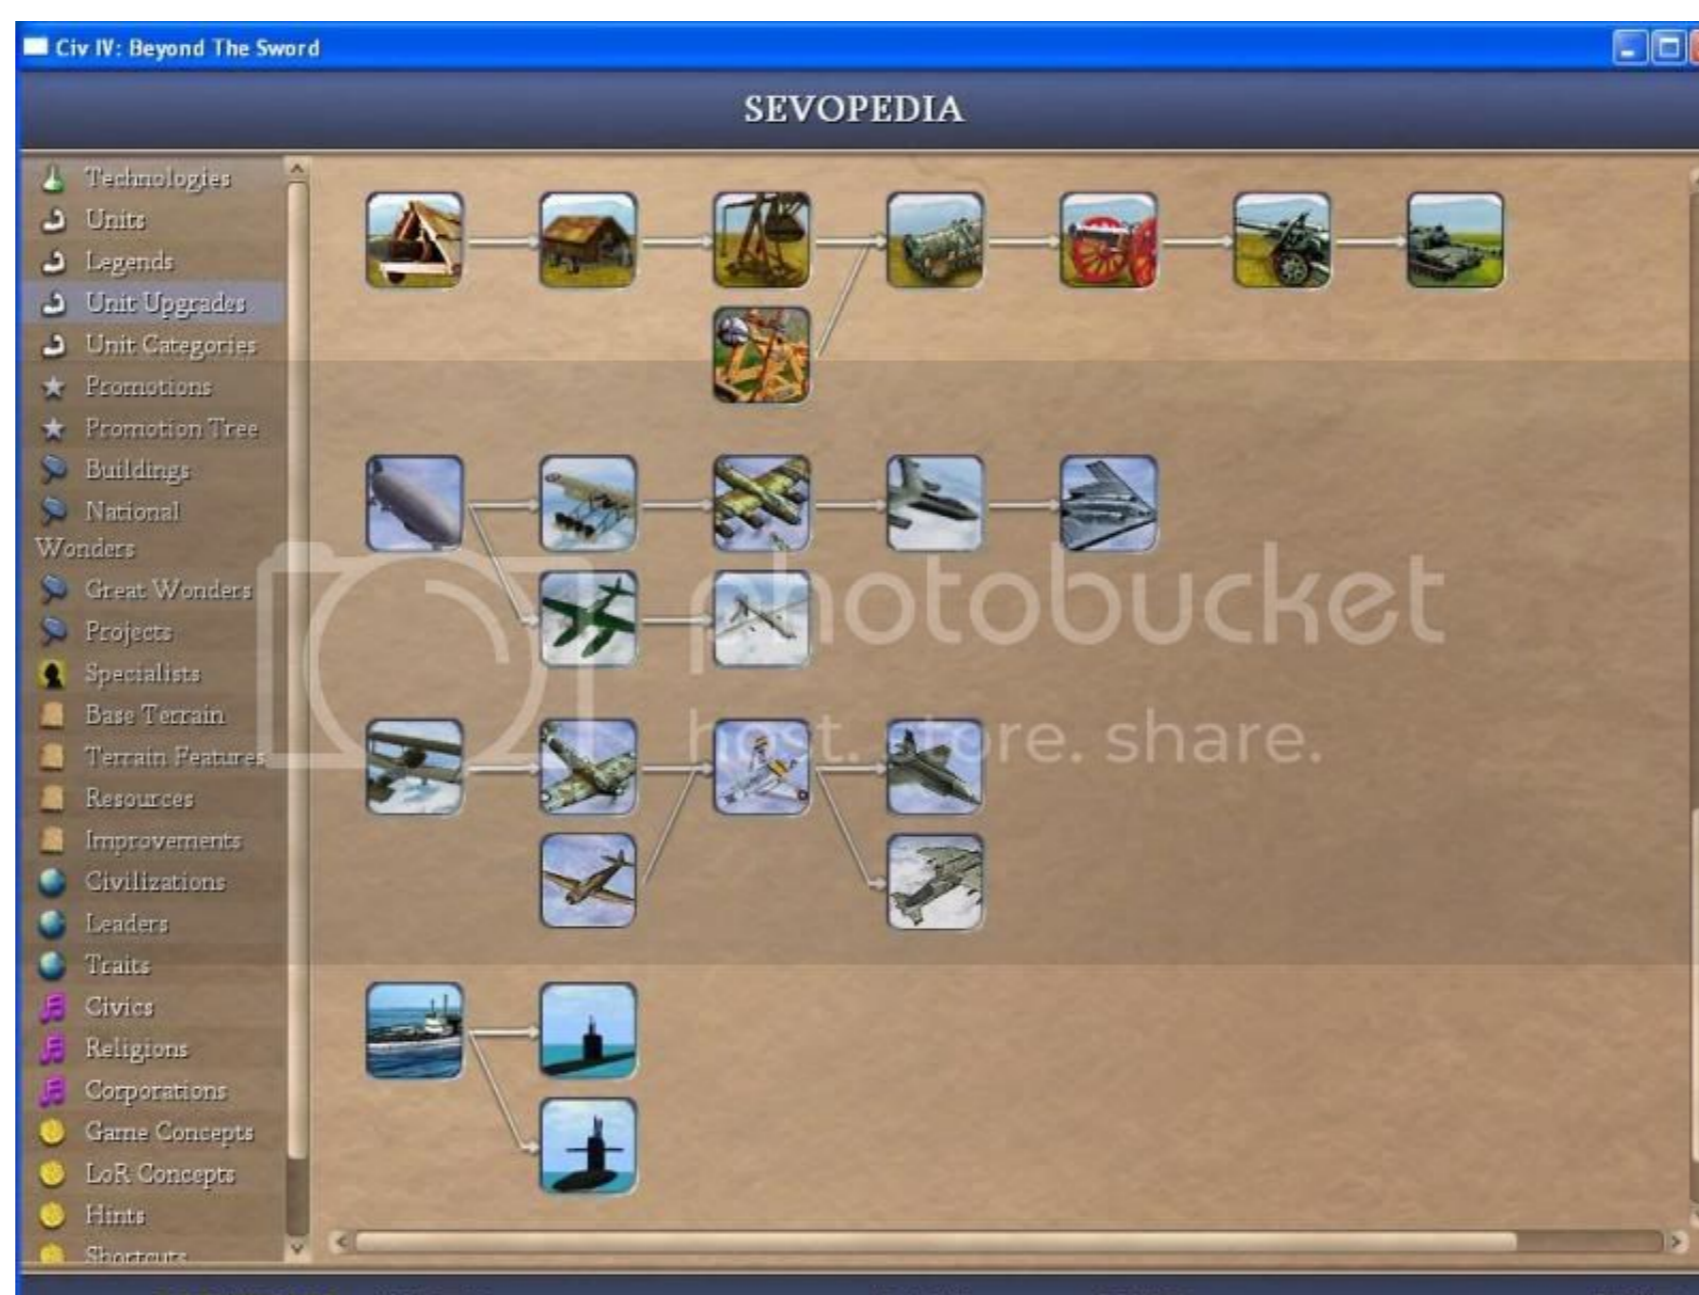 Civ IV: Beyond The Sword
SEVOPEDIA
Technologies
Units
Legends
Unit Upgrades
Unit Categories
Promotions
Promotion Tree
Buildings
National
Wonders
Great Wonders
Projects
Specialists
Base Terrain
Terrain Features
Resources
Improvements
Civilizations
Leaders
Traits
Civics
Religions
Corporations
Game Concepts
LoR Concepts
Hints
Shortcuts
photobucket
host. store. share.